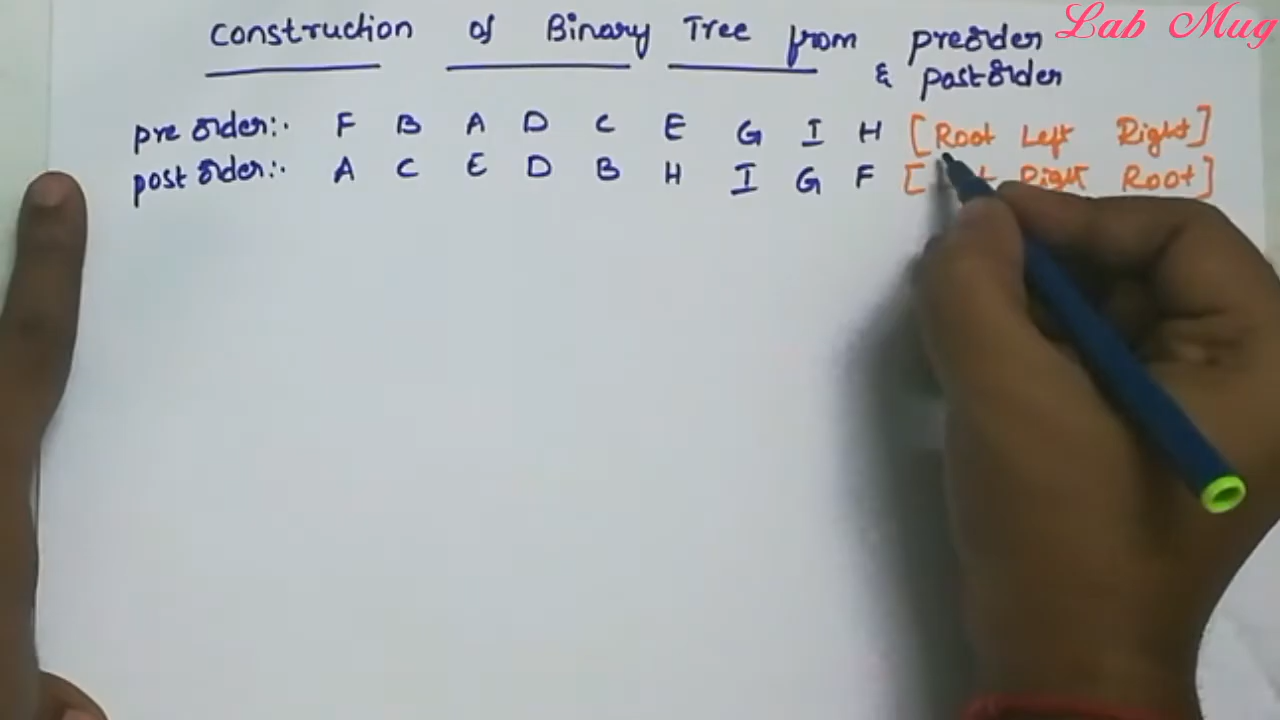 Lab Mug
Construction of Binary Tree from preorder
& postorder
pre order:. F B A D C E G I H [Root Left Right]
post order:. A C E D B H I G F [ Right Root]